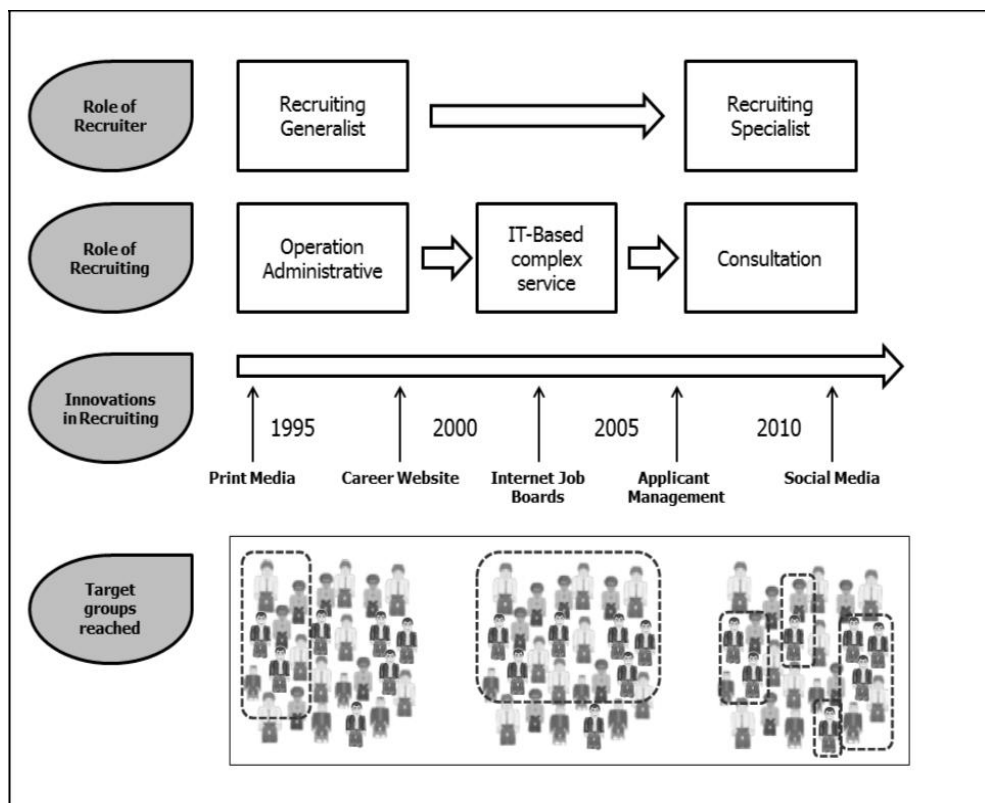 Role of
Recruiter
Recruiting
Generalist
Recruiting
Specialist
Role of
Recruiting
Operation
Administrative
IT-Based
complex
service
Consultation
Innovations
in Recruiting
1995
2000
2005
2010
Print Media
Career Website
Internet Job
Boards
Applicant
Management
Social Media
Target
groups
reached